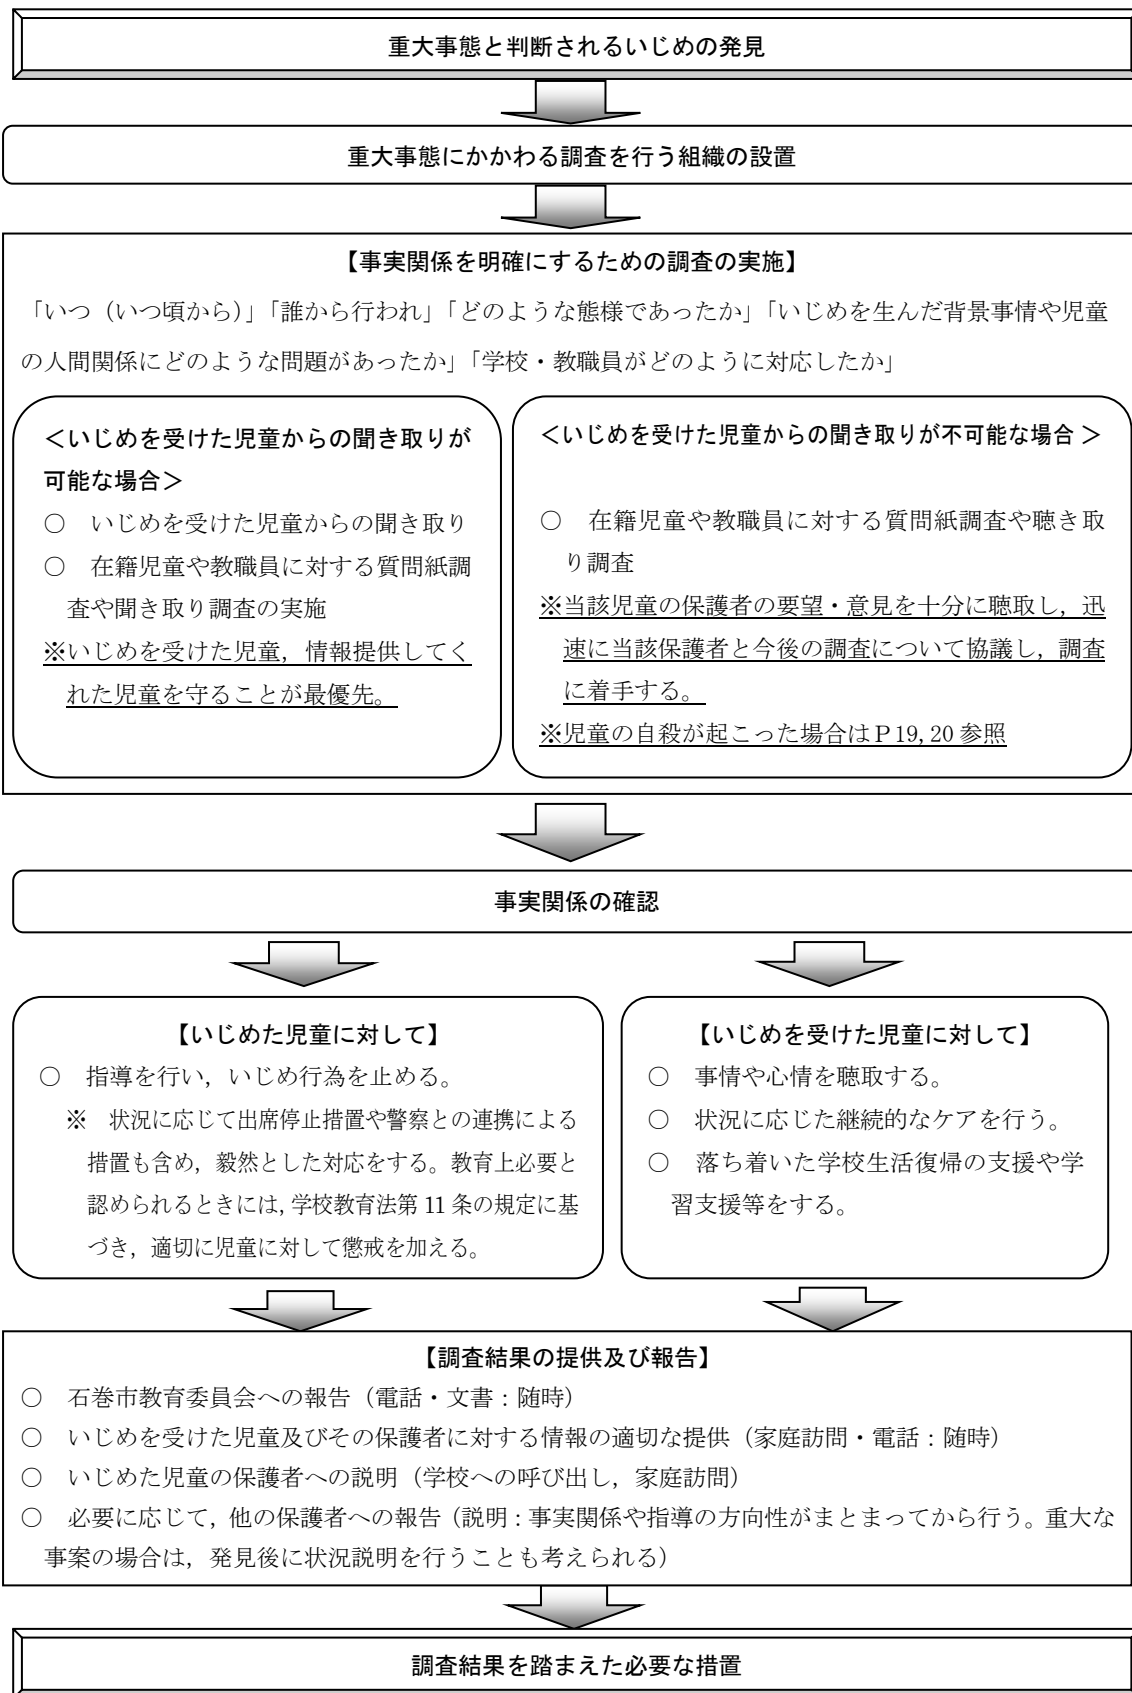 重大事態と判断されるいじめの発見
重大事態にかかわる調査を行う組織の設置
【事実関係を明確にするための調査の実施】
「いつ（いつ頃から）」「誰から行われ」「どのような態様であったか」「いじめを生んだ背景事情や児童
の人間関係にどのような問題があったか」「学校・教職員がどのように対応したか」
＜いじめを受けた児童からの聞き取りが
可能な場合＞
○　いじめを受けた児童からの聞き取り
○　在籍児童や教職員に対する質問紙調
査や聞き取り調査の実施
※いじめを受けた児童，情報提供してく
れた児童を守ることが最優先。
＜いじめを受けた児童からの聞き取りが不可能な場合 ＞
○　在籍児童や教職員に対する質問紙調査や聴き取
り調査
※当該児童の保護者の要望・意見を十分に聴取し，迅
速に当該保護者と今後の調査について協議し，調査
に着手する。
※児童の自殺が起こった場合はＰ19, 20 参照
事実関係の確認
【いじめた児童に対して】
○　指導を行い，いじめ行為を止める。
※　状況に応じて出席停止措置や警察との連携による
措置も含め，毅然とした対応をする。教育上必要と
認められるときには，学校教育法第 11 条の規定に基
づき，適切に児童に対して懲戒を加える。
【いじめを受けた児童に対して】
○　事情や心情を聴取する。
○　状況に応じた継続的なケアを行う。
○　落ち着いた学校生活復帰の支援や学
習支援等をする。
【調査結果の提供及び報告】
○　石巻市教育委員会への報告（電話・文書：随時）
○　いじめを受けた児童及びその保護者に対する情報の適切な提供（家庭訪問・電話：随時）
○　いじめた児童の保護者への説明（学校への呼び出し，家庭訪問）
○　必要に応じて，他の保護者への報告（説明：事実関係や指導の方向性がまとまってから行う。重大な
事案の場合は，発見後に状況説明を行うことも考えられる）
調査結果を踏まえた必要な措置